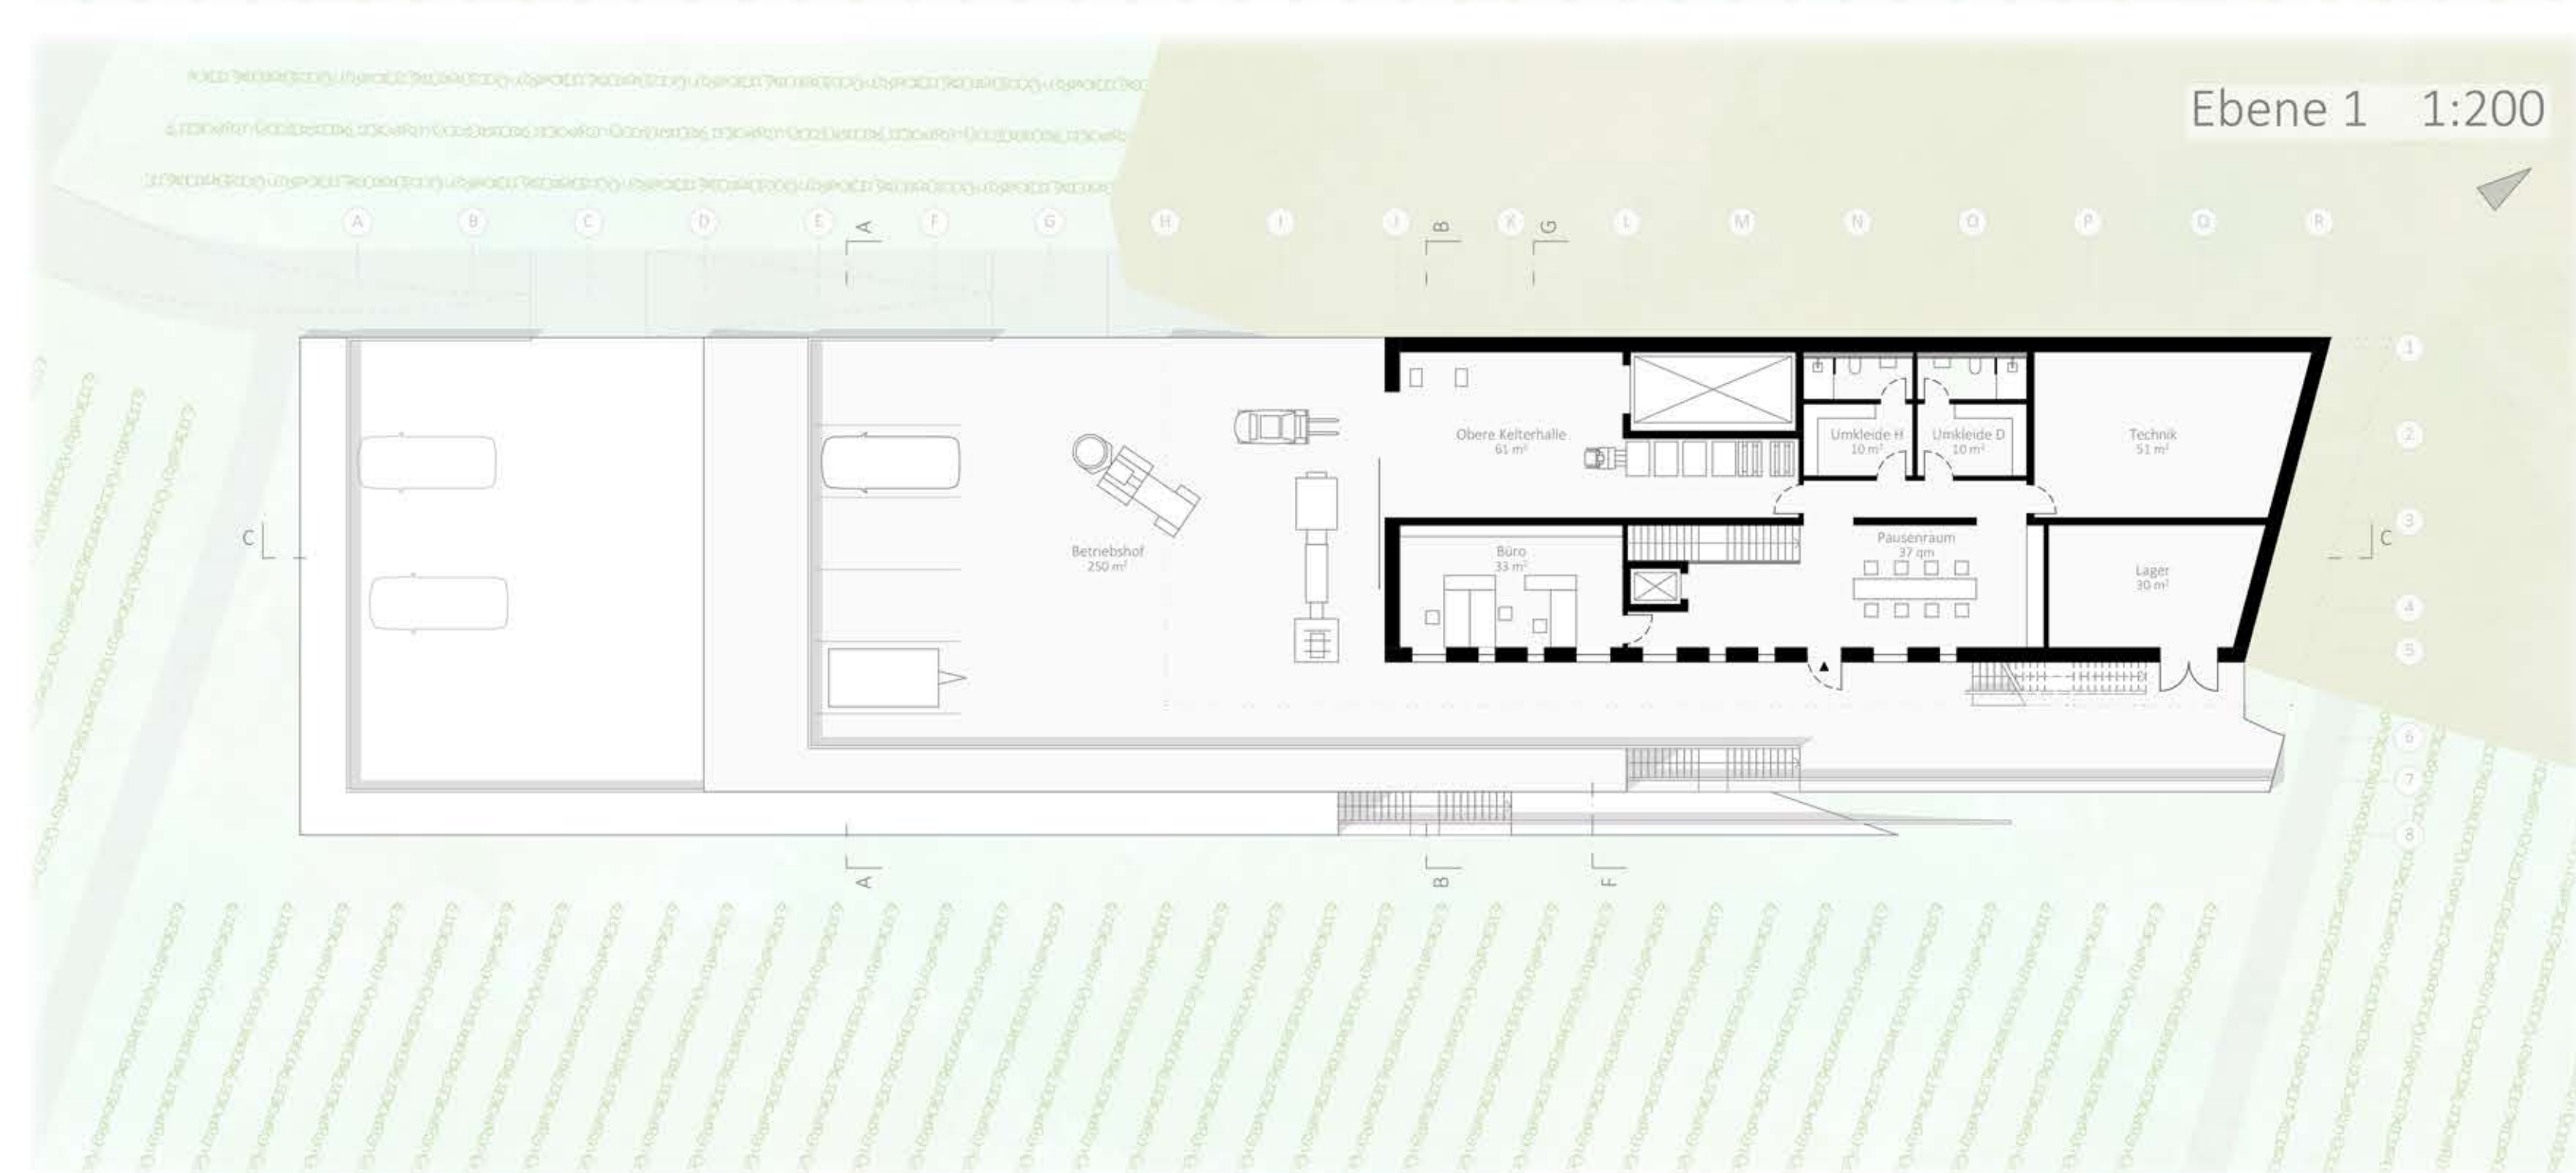 Ebene 1 1:200
A B C D E F G H I J K L M N O P Q R
A B G
1
2
3
4
5
6
7
8
Obere Kelterhalle
61 m²
Umkleide H
10 m²
Umkleide D
10 m²
Technik
51 m²
C
C
Betriebshof
250 m²
Büro
33 m²
Pausenraum
37 qm
Lager
30 m²
A B F